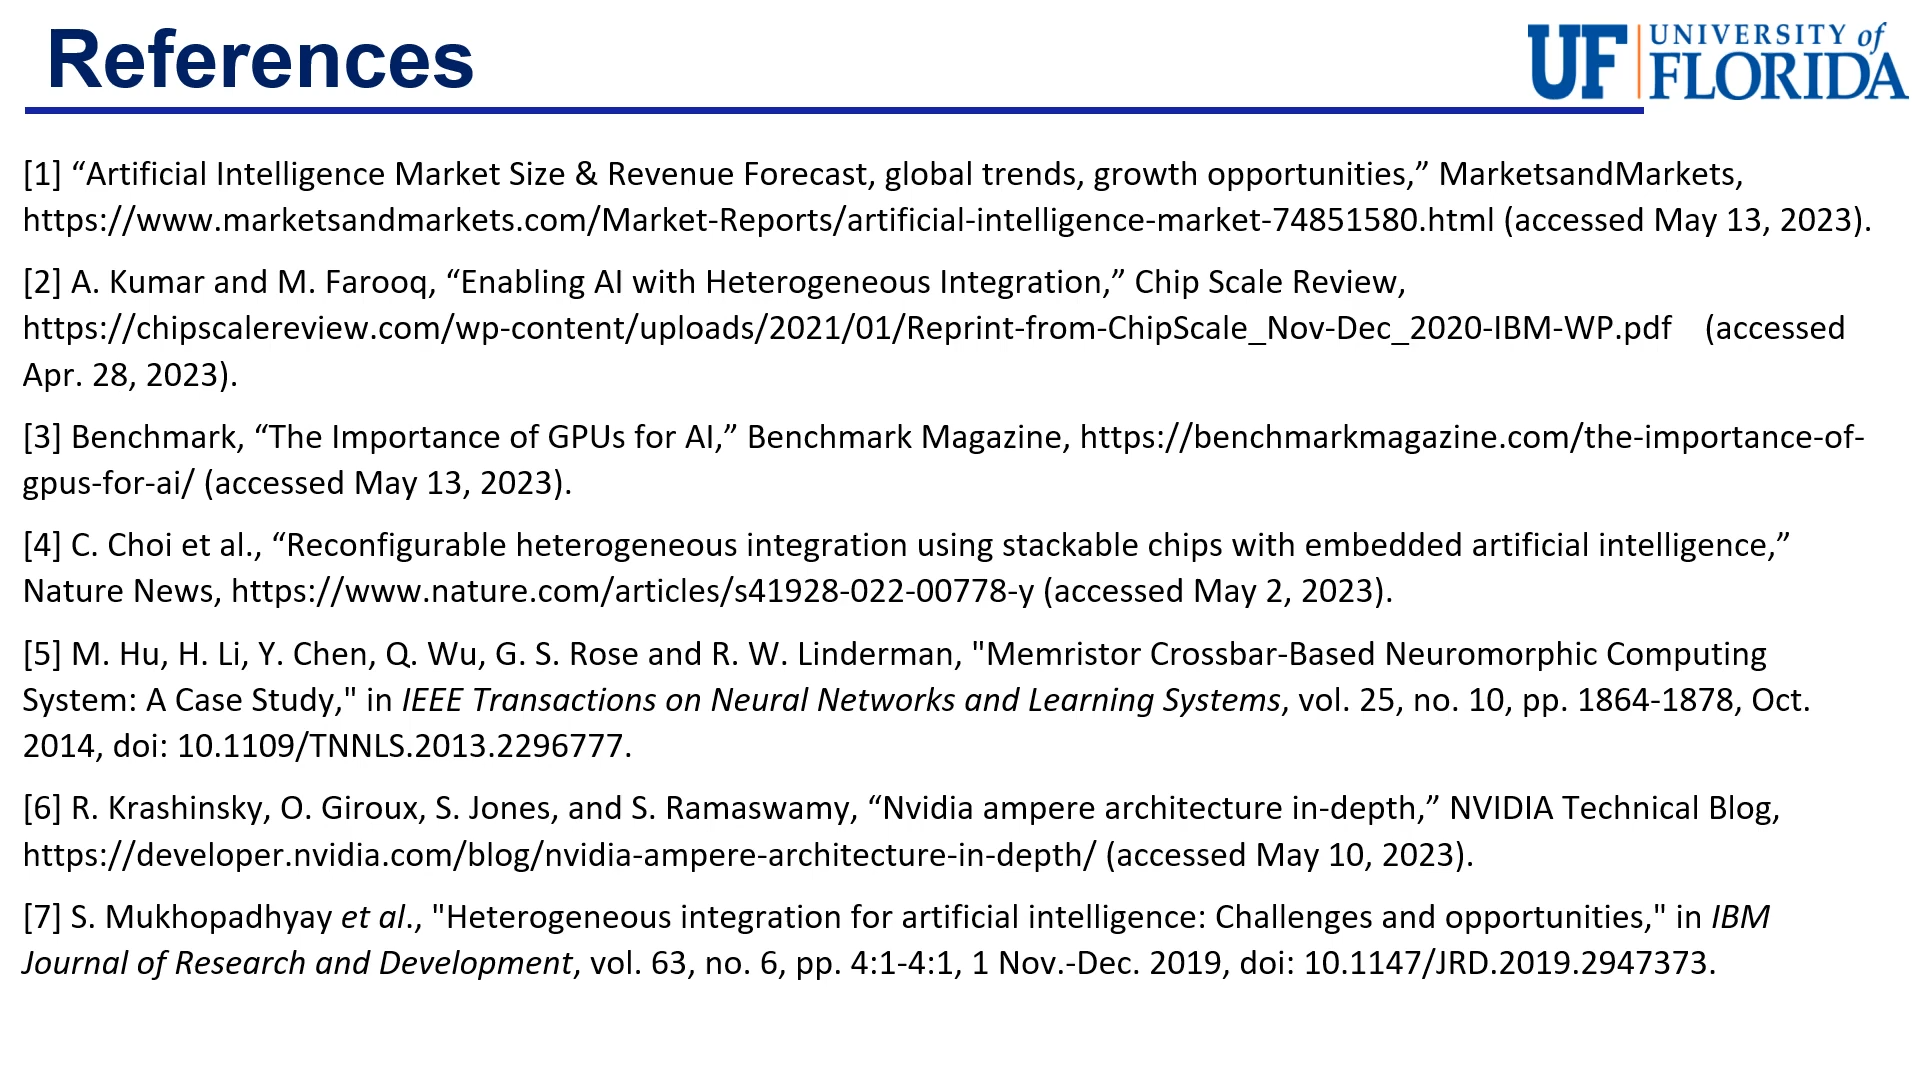 References
UF UNIVERSITY of
FLORIDA
[1] “Artificial Intelligence Market Size & Revenue Forecast, global trends, growth opportunities,” MarketsandMarkets,
https://www.marketsandmarkets.com/Market-Reports/artificial-intelligence-market-74851580.html (accessed May 13, 2023).
[2] A. Kumar and M. Farooq, “Enabling AI with Heterogeneous Integration,” Chip Scale Review,
https://chipscalereview.com/wp-content/uploads/2021/01/Reprint-from-ChipScale_Nov-Dec_2020-IBM-WP.pdf (accessed
Apr. 28, 2023).
[3] Benchmark, “The Importance of GPUs for AI,” Benchmark Magazine, https://benchmarkmagazine.com/the-importance-of-
gpus-for-ai/ (accessed May 13, 2023).
[4] C. Choi et al., “Reconfigurable heterogeneous integration using stackable chips with embedded artificial intelligence,”
Nature News, https://www.nature.com/articles/s41928-022-00778-y (accessed May 2, 2023).
[5] M. Hu, H. Li, Y. Chen, Q. Wu, G. S. Rose and R. W. Linderman, "Memristor Crossbar-Based Neuromorphic Computing
System: A Case Study," in IEEE Transactions on Neural Networks and Learning Systems, vol. 25, no. 10, pp. 1864-1878, Oct.
2014, doi: 10.1109/TNNLS.2013.2296777.
[6] R. Krashinsky, O. Giroux, S. Jones, and S. Ramaswamy, “Nvidia ampere architecture in-depth,” NVIDIA Technical Blog,
https://developer.nvidia.com/blog/nvidia-ampere-architecture-in-depth/ (accessed May 10, 2023).
[7] S. Mukhopadhyay et al., "Heterogeneous integration for artificial intelligence: Challenges and opportunities," in IBM
Journal of Research and Development, vol. 63, no. 6, pp. 4:1-4:1, 1 Nov.-Dec. 2019, doi: 10.1147/JRD.2019.2947373.